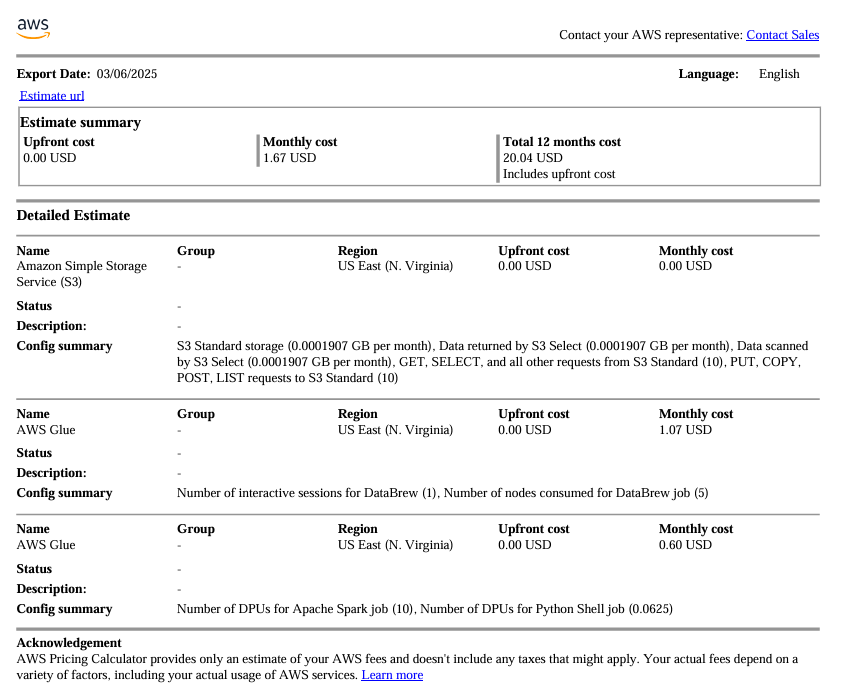 aws
Contact your AWS representative: Contact Sales
Export Date: 03/06/2025 Language: English
Estimate url
Estimate summary
Upfront cost Monthly cost Total 12 months cost
0.00 USD 1.67 USD 20.04 USD
Includes upfront cost
Detailed Estimate
Name Group Region Upfront cost Monthly cost
Amazon Simple Storage - US East (N. Virginia) 0.00 USD 0.00 USD
Service (S3)
Status -
Description: -
Config summary S3 Standard storage (0.0001907 GB per month), Data returned by S3 Select (0.0001907 GB per month), Data scanned
by S3 Select (0.0001907 GB per month), GET, SELECT, and all other requests from S3 Standard (10), PUT, COPY,
POST, LIST requests to S3 Standard (10)
Name Group Region Upfront cost Monthly cost
AWS Glue - US East (N. Virginia) 0.00 USD 1.07 USD
Status -
Description: -
Config summary Number of interactive sessions for DataBrew (1), Number of nodes consumed for DataBrew job (5)
Name Group Region Upfront cost Monthly cost
AWS Glue - US East (N. Virginia) 0.00 USD 0.60 USD
Status -
Description: -
Config summary Number of DPUs for Apache Spark job (10), Number of DPUs for Python Shell job (0.0625)
Acknowledgement
AWS Pricing Calculator provides only an estimate of your AWS fees and doesn't include any taxes that might apply. Your actual fees depend on a
variety of factors, including your actual usage of AWS services. Learn more